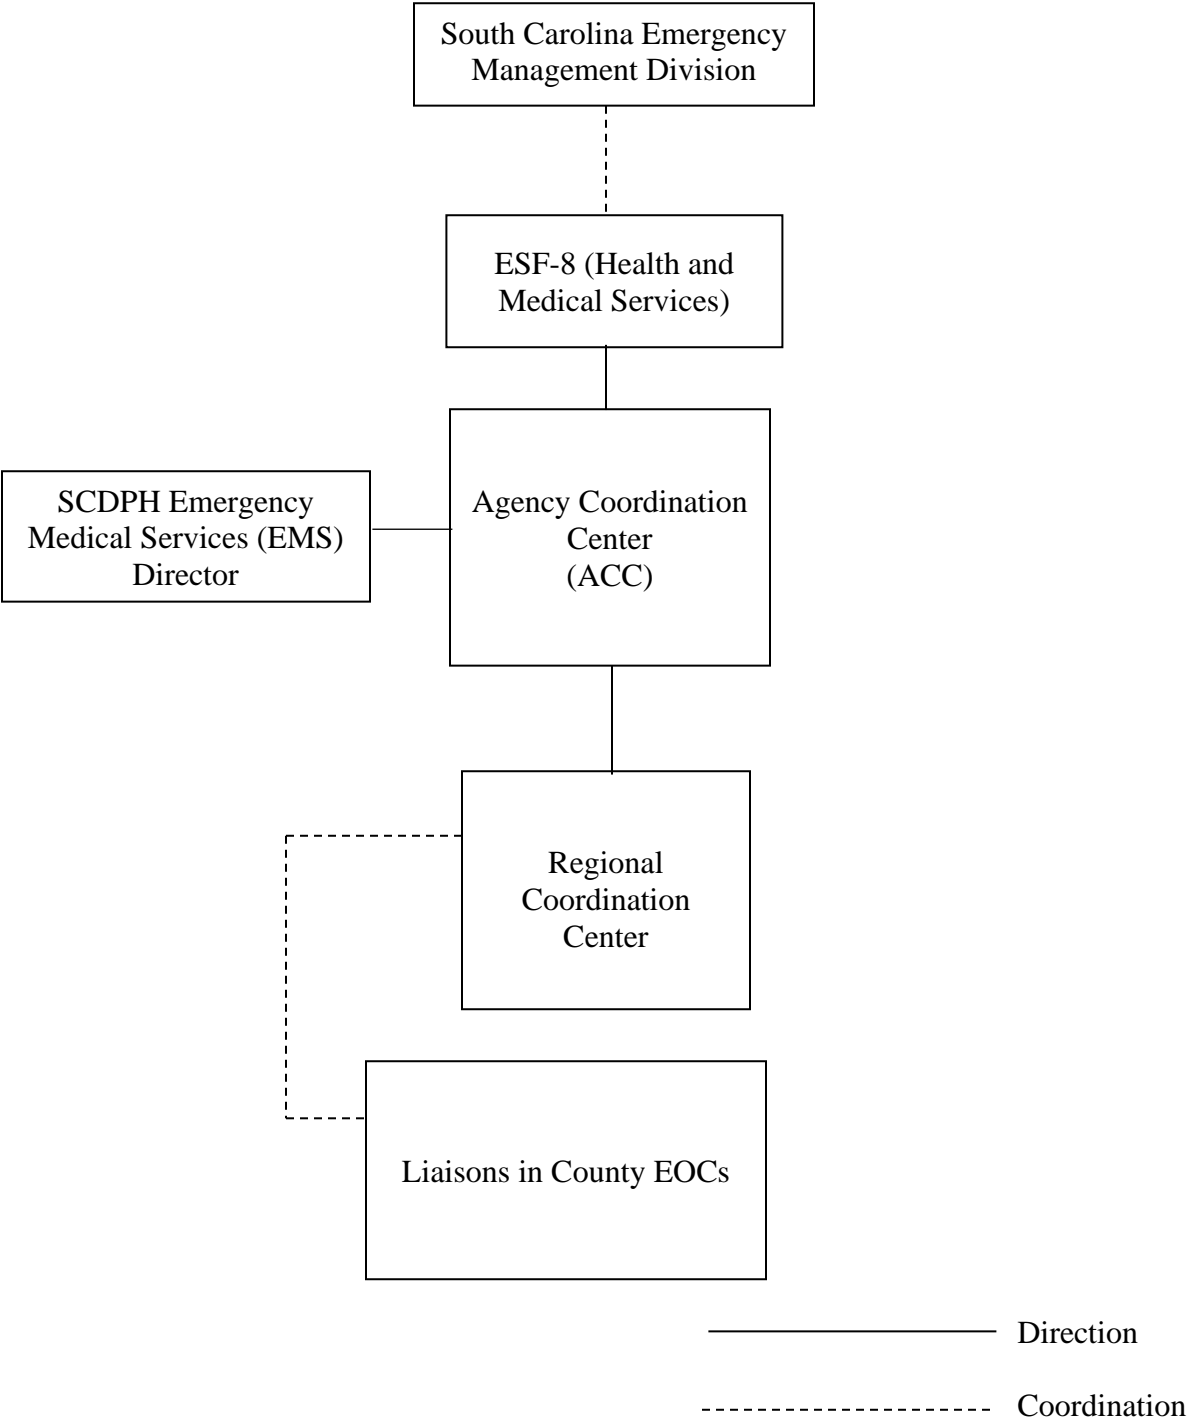 South Carolina Emergency
Management Division
ESF-8 (Health and
Medical Services)
SCDPH Emergency
Medical Services (EMS)
Director
Agency Coordination
Center
(ACC)
Regional
Coordination
Center
Liaisons in County EOCs
Direction
Coordination